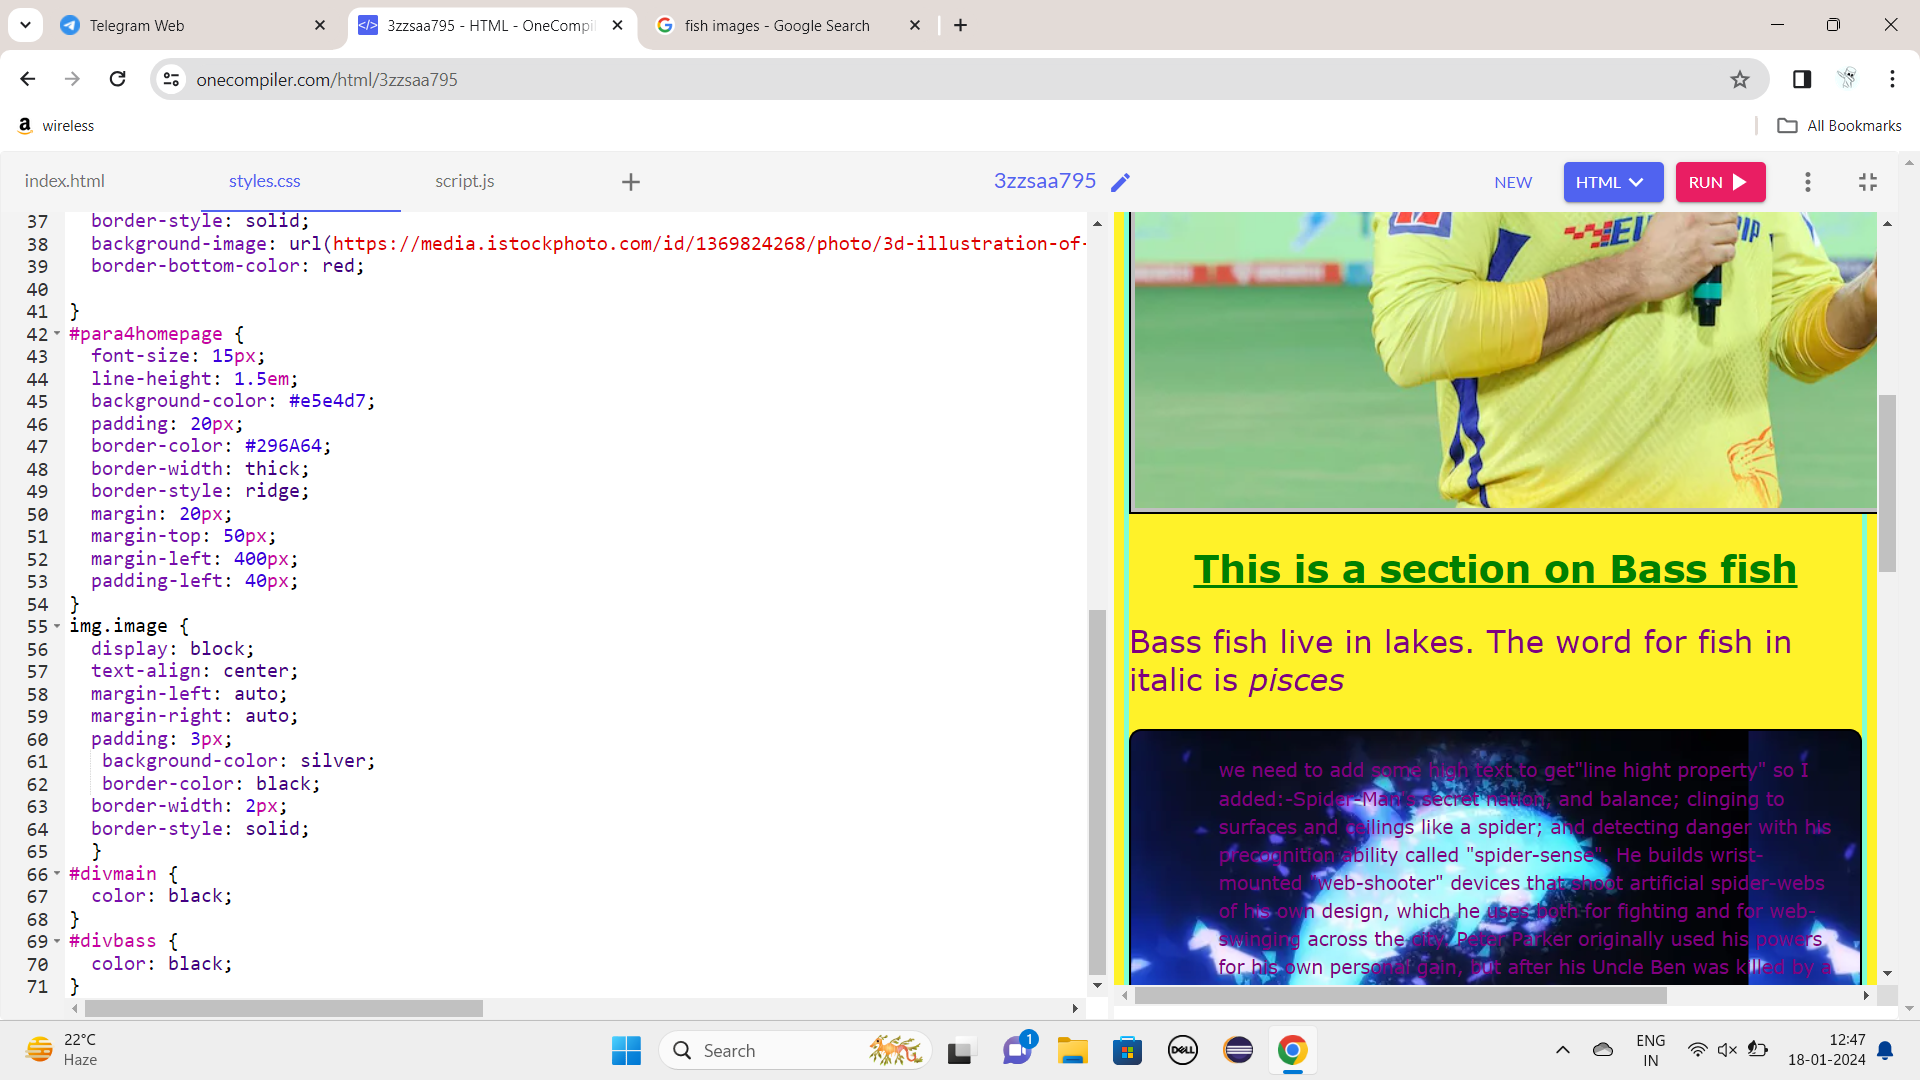 Telegram Web
3zzsaa795 - HTML - OneCompil
fish images - Google Search
onecompiler.com/html/3zzsaa795
wireless
All Bookmarks
index.html
styles.css
script.js
3zzsaa795
NEW
HTML
RUN
37 border-style: solid;
38 background-image: url(https://media.istockphoto.com/id/1369824268/photo/3d-illustration-of-
39 border-bottom-color: red;
40
41 }
42 #para4homepage {
43 font-size: 15px;
44 line-height: 1.5em;
45 background-color: #e5e4d7;
46 padding: 20px;
47 border-color: #296A64;
48 border-width: thick;
49 border-style: ridge;
50 margin: 20px;
51 margin-top: 50px;
52 margin-left: 400px;
53 padding-left: 40px;
54 }
55 img.image {
56 display: block;
57 text-align: center;
58 margin-left: auto;
59 margin-right: auto;
60 padding: 3px;
61 background-color: silver;
62 border-color: black;
63 border-width: 2px;
64 border-style: solid;
65 }
66 #divmain {
67 color: black;
68 }
69 #divbass {
70 color: black;
71 }
This is a section on Bass fish
Bass fish live in lakes. The word for fish in
italic is pisces
we need to add some high text to get"line hight property" so I
added:-Spider-Man's secret nation, and balance; clinging to
surfaces and ceilings like a spider; and detecting danger with his
precognition ability called "spider-sense". He builds wrist-
mounted "web-shooter" devices that shoot artificial spider-webs
of his own design, which he uses both for fighting and for web-
swinging across the city. Peter Parker originally used his powers
for his own personal gain, but after his Uncle Ben was killed by a
22°C
Haze
Search
1
DELL
ENG
IN
12:47
18-01-2024